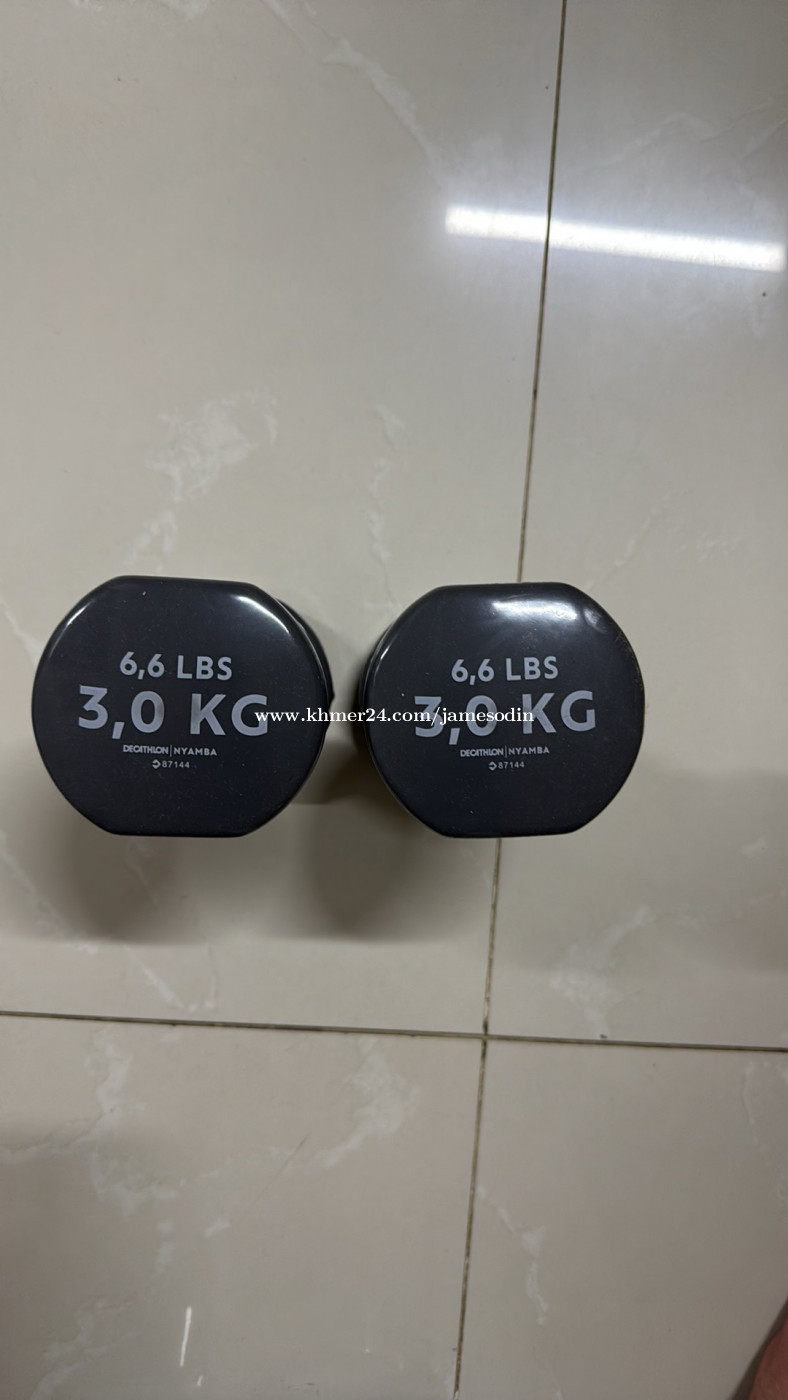 6,6 LBS
3,0 KG
DECATHLON | NYAMBA
87144
6,6 LBS
3,0 KG
DECATHLON | NYAMBA
87144
www.khmer24.com/jamesodin